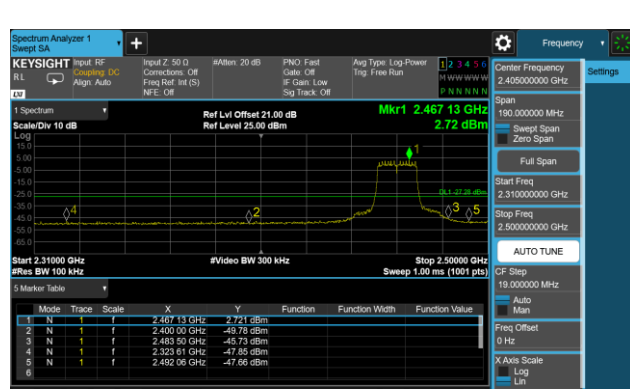 Spectrum Analyzer 1
Swept SA
+
Frequency
KEYSIGHT
RL
LXI
Input: RF
Coupling: DC
Align: Auto
Input Z: 50 Ω
Corrections: Off
Freq Ref: Int (S)
NFE: Off
#Atten: 20 dB
PNO: Fast
Gate: Off
IF Gain: Low
Sig Track: Off
Avg Type: Log-Power
Trig: Free Run
1 2 3 4 5 6
M W W W W W
P N N N N N
1 Spectrum
Scale/Div 10 dB
Ref Lvl Offset 21.00 dB
Ref Level 25.00 dBm
Mkr1 2.467 13 GHz
2.72 dBm
Log
15.0
5.00
-5.00
-15.0
-25.0
-35.0
-45.0
-55.0
-65.0
1
DL1 -27.28 dBm
4
2
3
5
Start 2.31000 GHz
#Res BW 100 kHz
#Video BW 300 kHz
Stop 2.50000 GHz
Sweep 1.00 ms (1001 pts)
5 Marker Table
Mode Trace Scale X Y Function Function Width Function Value
1 N 1 f 2.467 13 GHz 2.721 dBm
2 N 1 f 2.400 00 GHz -49.78 dBm
3 N 1 f 2.483 50 GHz -45.73 dBm
4 N 1 f 2.323 61 GHz -47.85 dBm
5 N 1 f 2.492 06 GHz -47.66 dBm
6
Center Frequency
2.405000000 GHz
Settings
Span
190.000000 MHz
Swept Span
Zero Span
Full Span
Start Freq
2.310000000 GHz
Stop Freq
2.500000000 GHz
AUTO TUNE
CF Step
19.000000 MHz
Auto
Man
Freq Offset
0 Hz
X Axis Scale
Log
Lin